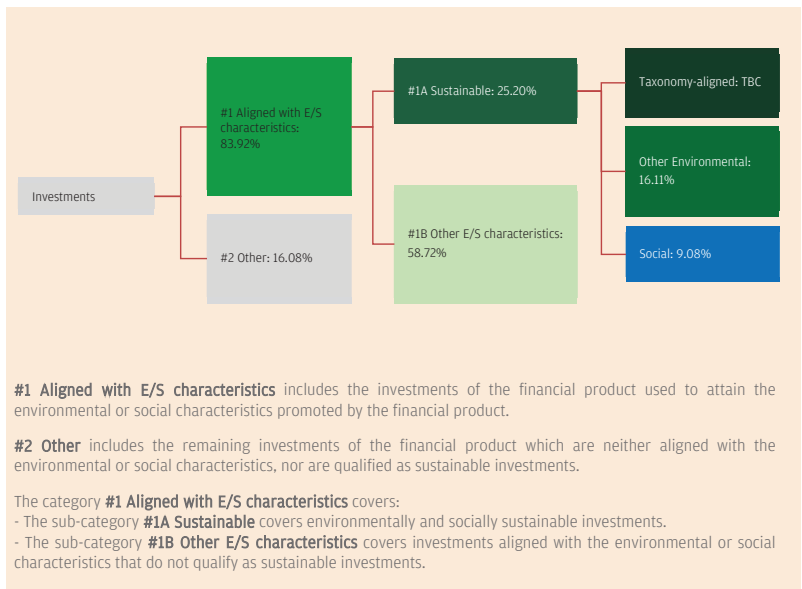 Investments
#1 Aligned with E/S
characteristics:
83.92%
#2 Other: 16.08%
#1A Sustainable: 25.20%
#1B Other E/S characteristics:
58.72%
Taxonomy-aligned: TBC
Other Environmental:
16.11%
Social: 9.08%
#1 Aligned with E/S characteristics includes the investments of the financial product used to attain the
environmental or social characteristics promoted by the financial product.
#2 Other includes the remaining investments of the financial product which are neither aligned with the
environmental or social characteristics, nor are qualified as sustainable investments.
The category #1 Aligned with E/S characteristics covers:
- The sub-category #1A Sustainable covers environmentally and socially sustainable investments.
- The sub-category #1B Other E/S characteristics covers investments aligned with the environmental or social
characteristics that do not qualify as sustainable investments.